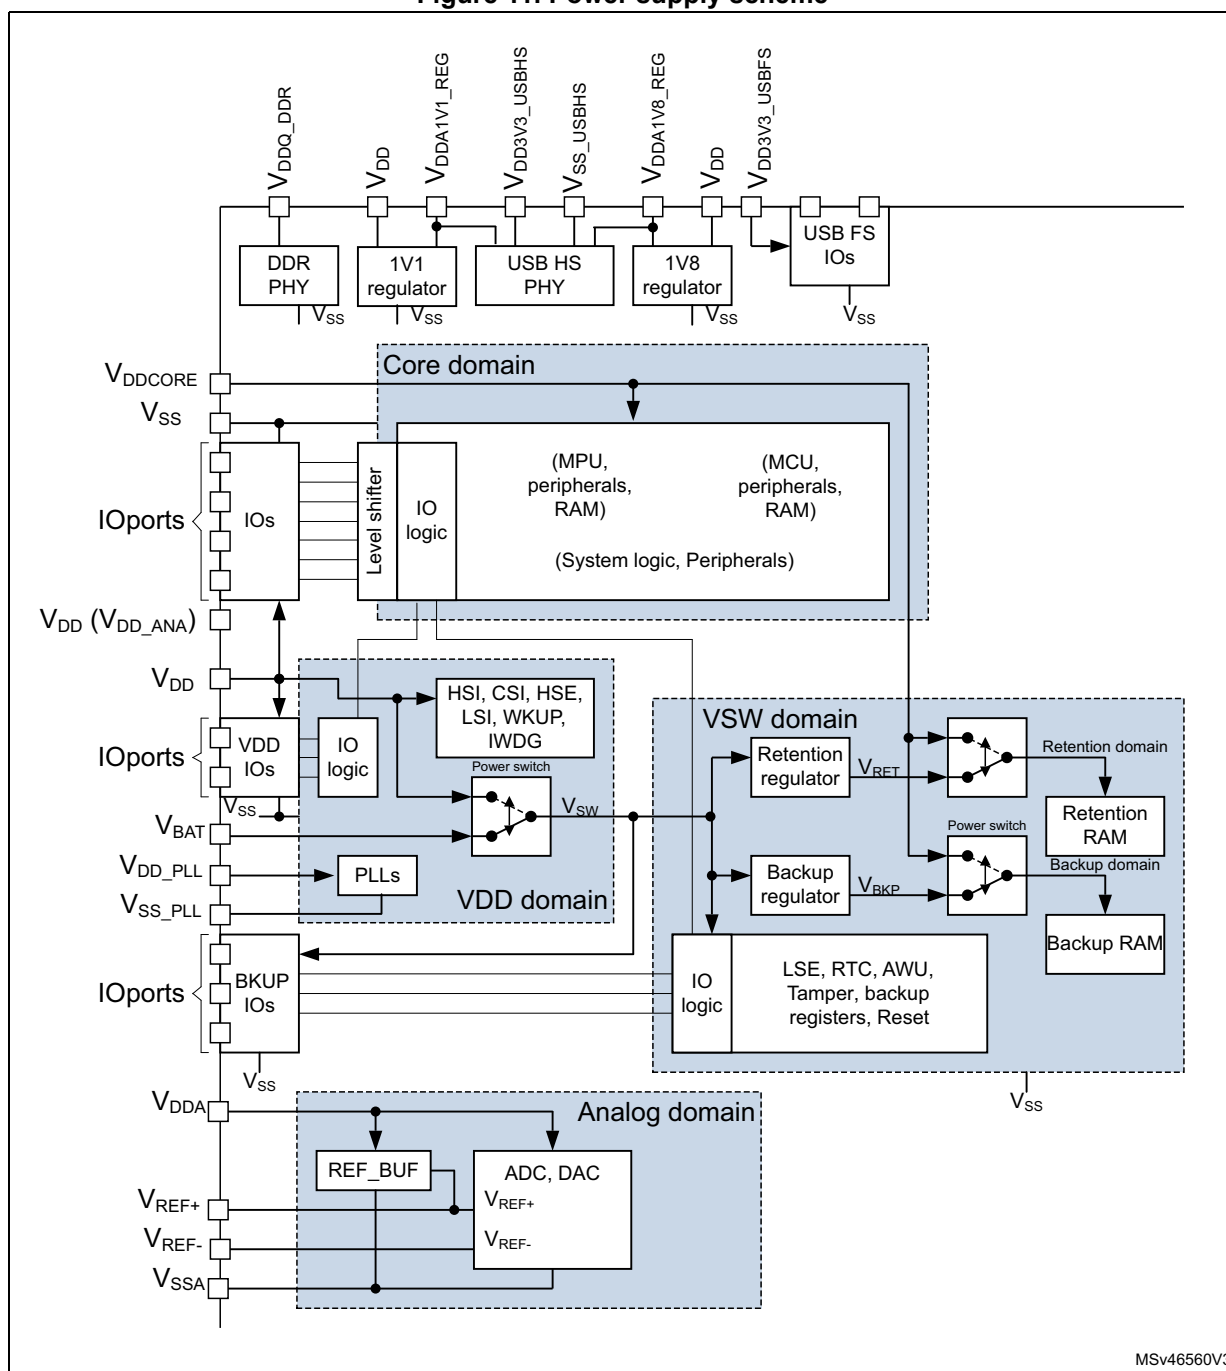 Figure 11. Power supply scheme
VDDQ_DDR
VDD
VDDA1V1_REG
VDD3V3_USBHS
VSS_USBHS
VDDA1V8_REG
VDD
VDD3V3_USBFS
DDR
PHY
1V1
regulator
USB HS
PHY
1V8
regulator
USB FS
IOs
VSS
VSS
VSS
VSS
Core domain
VDDCORE
VSS
IOports
IOs
Level shifter
IO
logic
(MPU,
peripherals,
RAM)
(MCU,
peripherals,
RAM)
(System logic, Peripherals)
VDD (VDD_ANA)
VDD
IOports
VDD
IOs
IO
logic
HSI, CSI, HSE,
LSI, WKUP,
IWDG
Power switch
VSS
VSW
VBAT
VDD_PLL
PLLs
VSS_PLL
VDD domain
VSW domain
Retention
regulator
VRET
Retention domain
Retention
RAM
Power switch
Backup
regulator
VBKP
Backup domain
Backup RAM
IOports
BKUP
IOs
IO
logic
LSE, RTC, AWU,
Tamper, backup
registers, Reset
VSS
VSS
VDDA
Analog domain
REF_BUF
ADC, DAC
VREF+
VREF+
VREF-
VREF-
VSSA
MSv46560V3